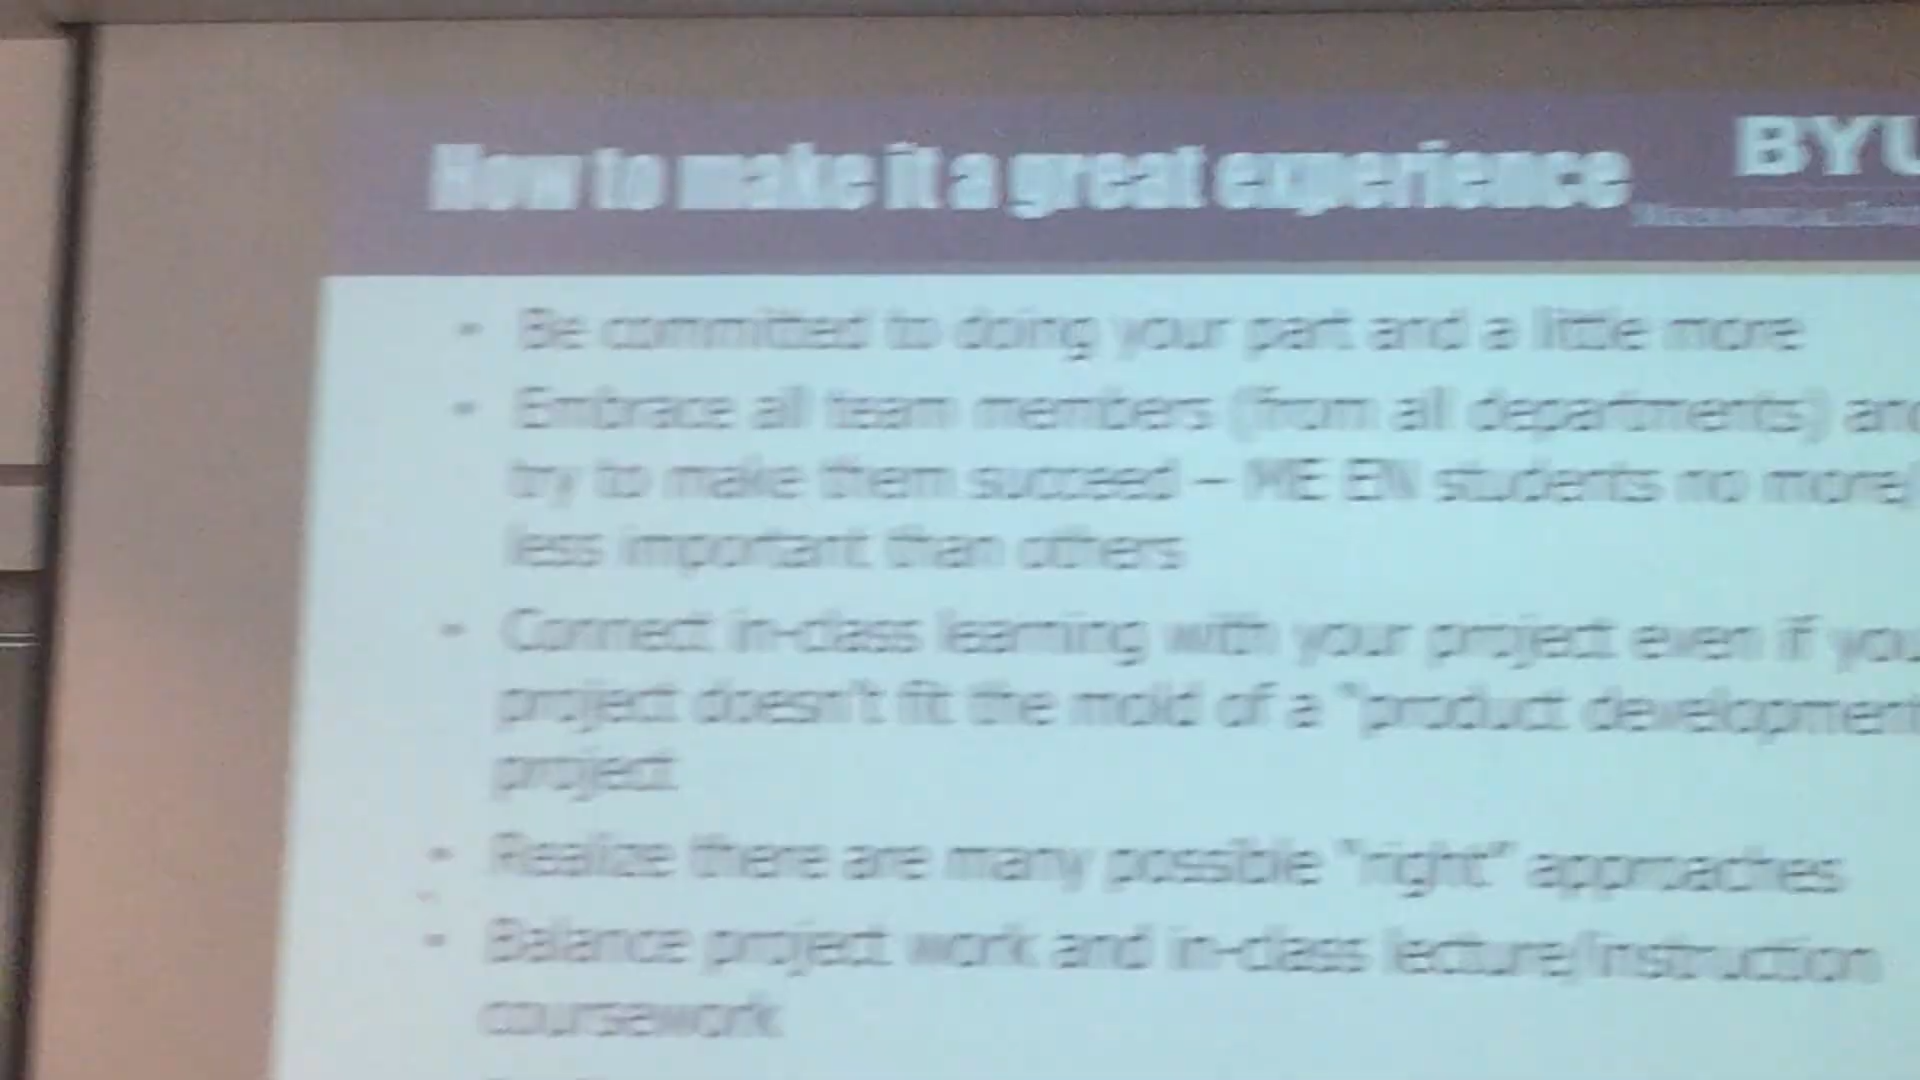 How to make it a great experience
BYU
• Be committed to doing your part and a little more
• Embrace all team members (from all departments) and
try to make them succeed – ME EN students no more/
less important than others
• Connect in-class learning with your project even if you
project doesn't fit the mold of a "product development
project
• Realize there are many possible "right" approaches
• Balance project work and in-class lecture/instruction
coursework